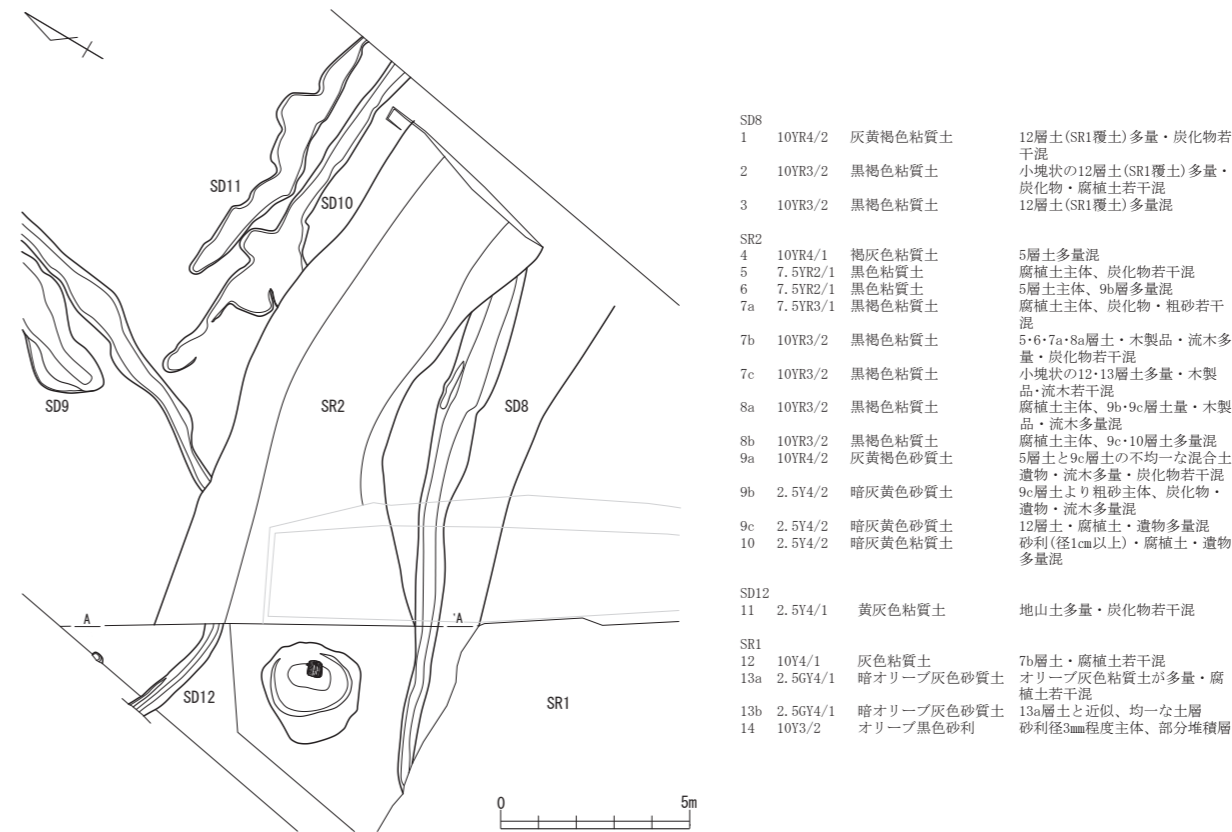 SD11
SD10
SD9
SR2
SD8
A
'A
SD12
SR1
0
5m
SD8
1 10YR4/2 灰黄褐色粘質土 12層土(SR1覆土)多量・炭化物若
干混
2 10YR3/2 黒褐色粘質土 小塊状の12層土(SR1覆土)多量・
炭化物・腐植土若干混
3 10YR3/2 黒褐色粘質土 12層土(SR1覆土)多量混
SR2
4 10YR4/1 褐灰色粘質土 5層土多量混
5 7.5YR2/1 黒色粘質土 腐植土主体、炭化物若干混
6 7.5YR2/1 黒色粘質土 5層土主体、9b層多量混
7a 7.5YR3/1 黒褐色粘質土 腐植土主体、炭化物・粗砂若干
混
7b 10YR3/2 黒褐色粘質土 5・6・7a・8a層土・木製品・流木多
量・炭化物若干混
7c 10YR3/2 黒褐色粘質土 小塊状の12・13層土多量・木製
品・流木若干混
8a 10YR3/2 黒褐色粘質土 腐植土主体、9b・9c層土量・木製
品・流木多量混
8b 10YR3/2 黒褐色粘質土 腐植土主体、9c・10層土多量混
9a 10YR4/2 灰黄褐色砂質土 5層土と9c層土の不均一な混合土
遺物・流木多量・炭化物若干混
9b 2.5Y4/2 暗灰黄色砂質土 9c層土より粗砂主体、炭化物・
遺物・流木多量混
9c 2.5Y4/2 暗灰黄色砂質土 12層土・腐植土・遺物多量混
10 2.5Y4/2 暗灰黄色粘質土 砂利(径1㎝以上)・腐植土・遺物
多量混
SD12
11 2.5Y4/1 黄灰色粘質土 地山土多量・炭化物若干混
SR1
12 10Y4/1 灰色粘質土 7b層土・腐植土若干混
13a 2.5GY4/1 暗オリーブ灰色砂質土 オリーブ灰色粘質土が多量・腐
植土若干混
13b 2.5GY4/1 暗オリーブ灰色砂質土 13a層土と近似、均一な土層
14 10Y3/2 オリーブ黒色砂利 砂利径3㎜程度主体、部分堆積層